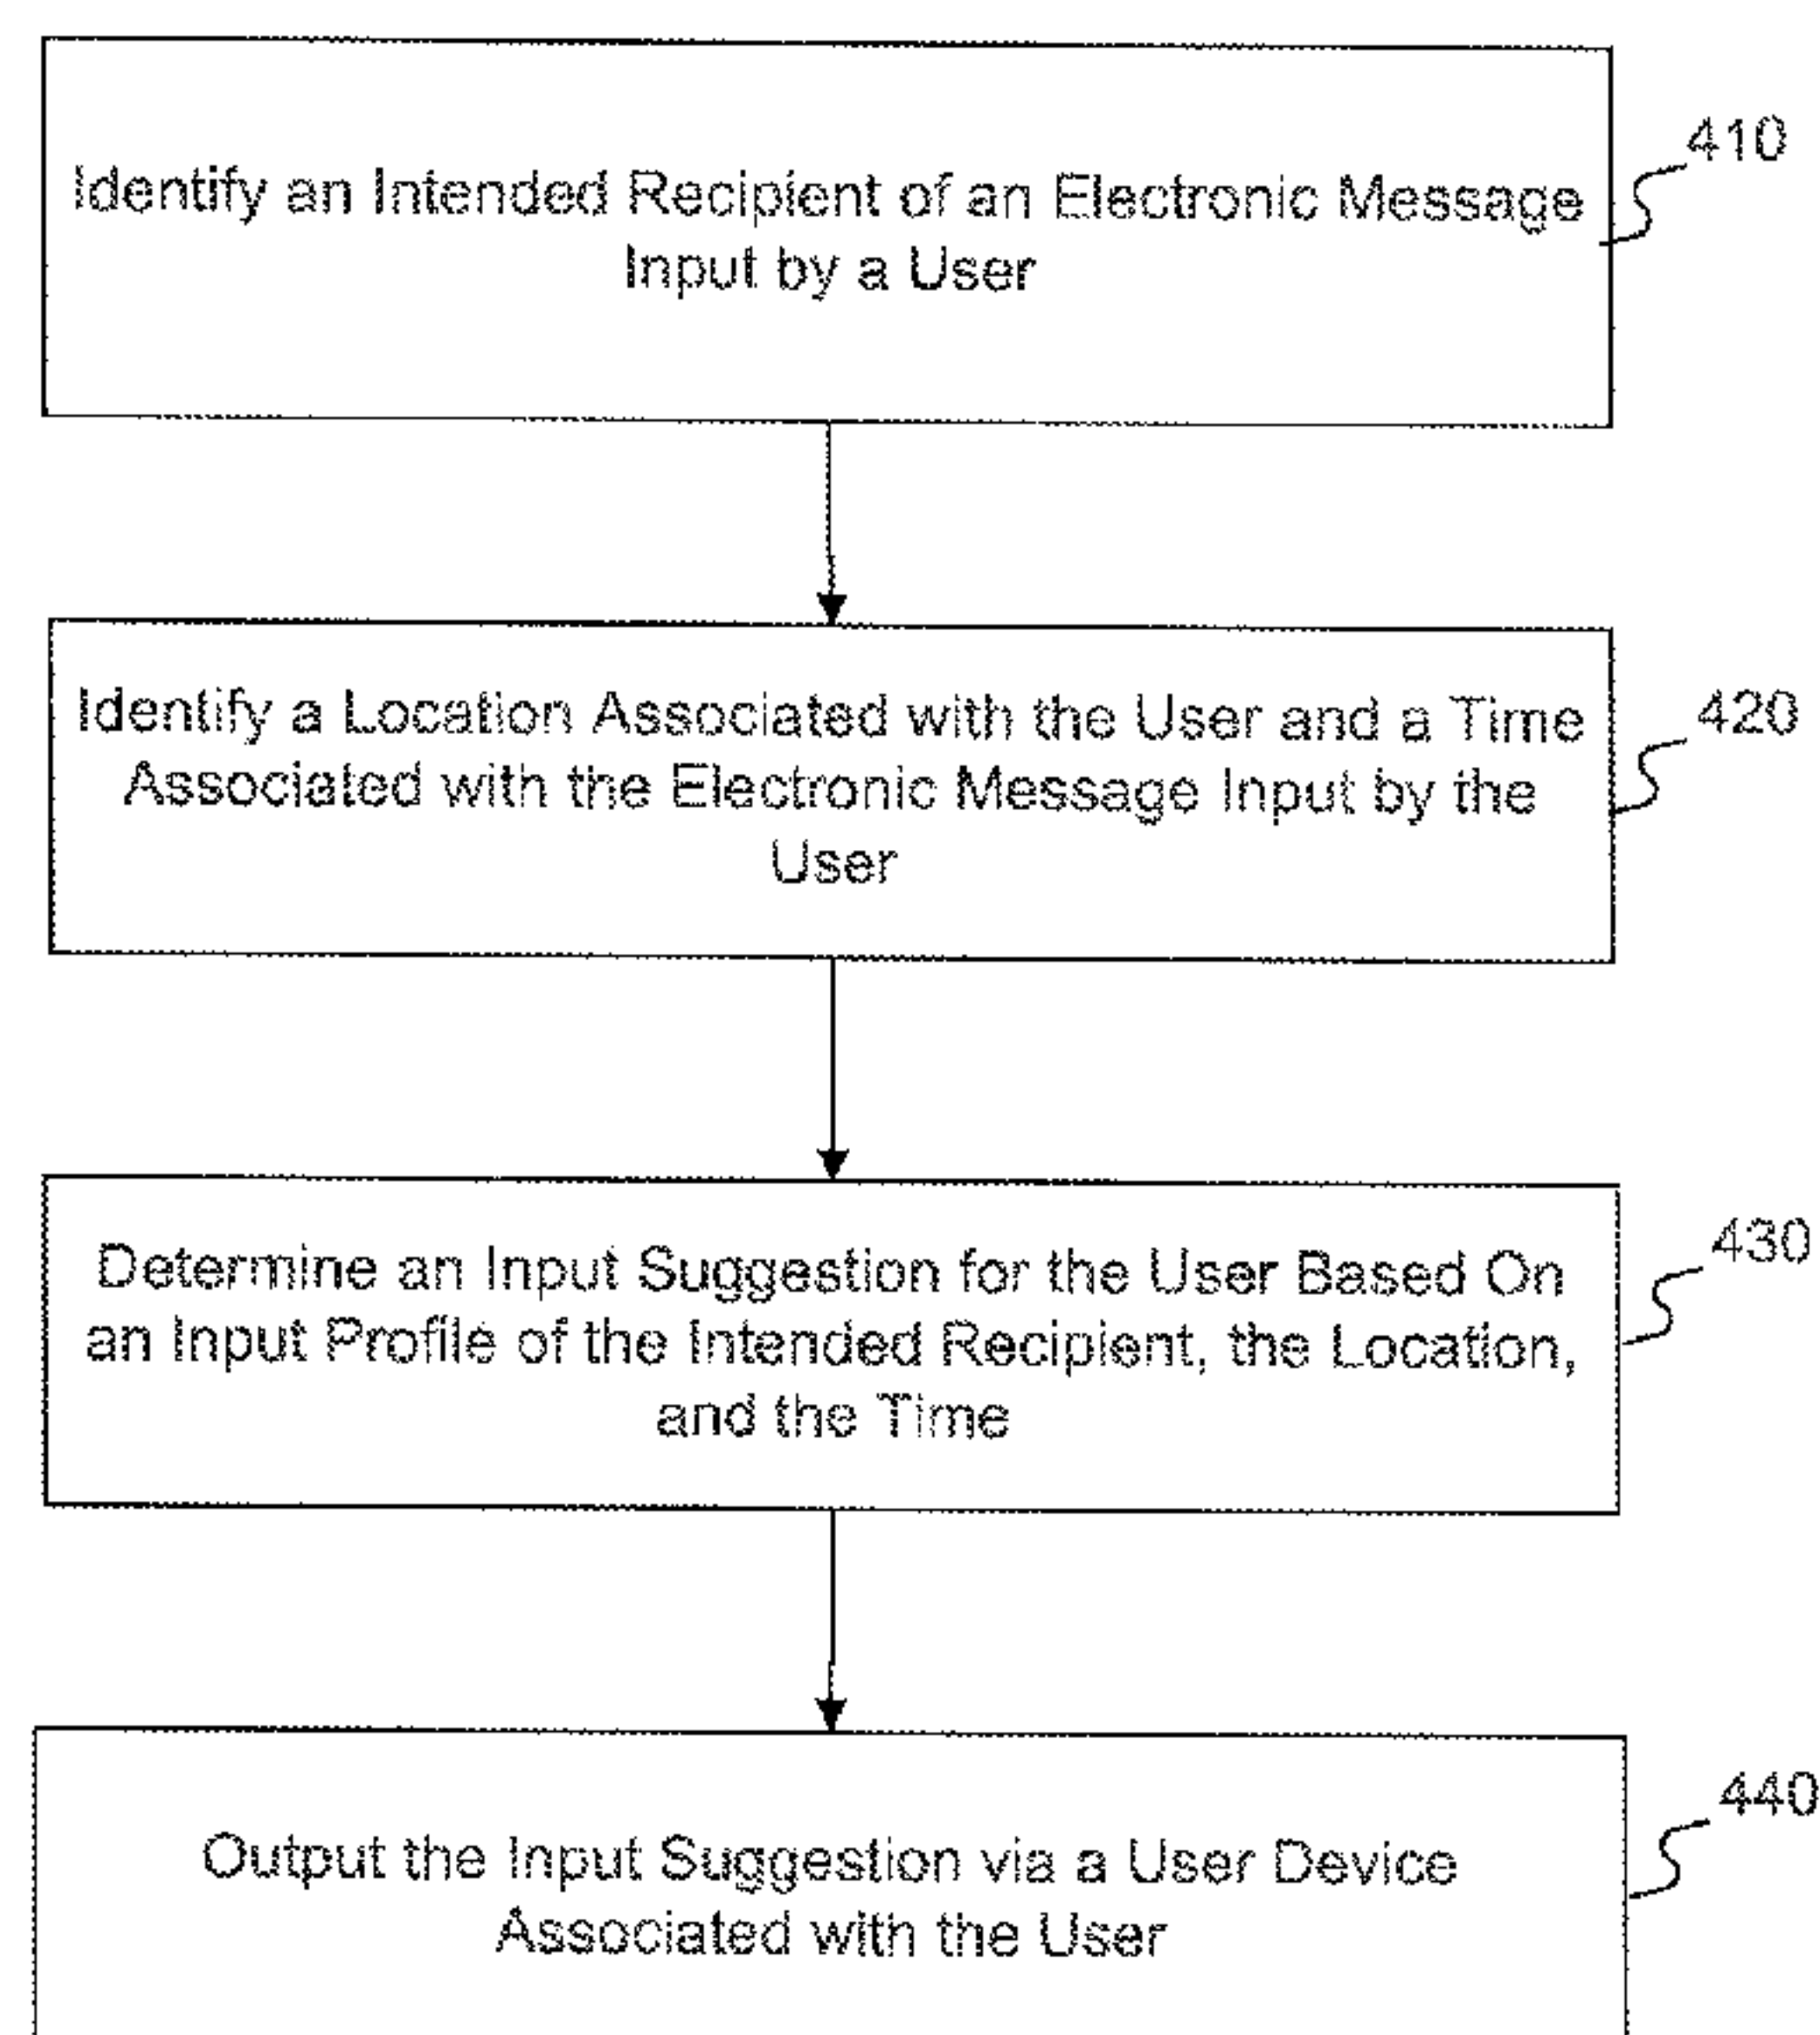 Identify an Intended Recipient of an Electronic Message
Input by a User
410
Identify a Location Associated with the User and a Time
Associated with the Electronic Message Input by the
User
420
Determine an Input Suggestion for the User Based On
an Input Profile of the Intended Recipient, the Location,
and the Time
430
Output the Input Suggestion via a User Device
Associated with the User
440